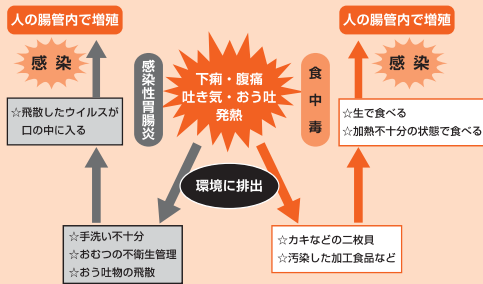 人の腸管内で増殖
感染
☆飛散したウイルスが
口の中に入る
感染性胃腸炎
下痢・腹痛
吐き気・おう吐
発熱
食中毒
人の腸管内で増殖
感染
☆生で食べる
☆加熱不十分の状態で食べる
環境に排出
☆手洗い不十分
☆おむつの不衛生管理
☆おう吐物の飛散
☆カキなどの二枚貝
☆汚染した加工食品など